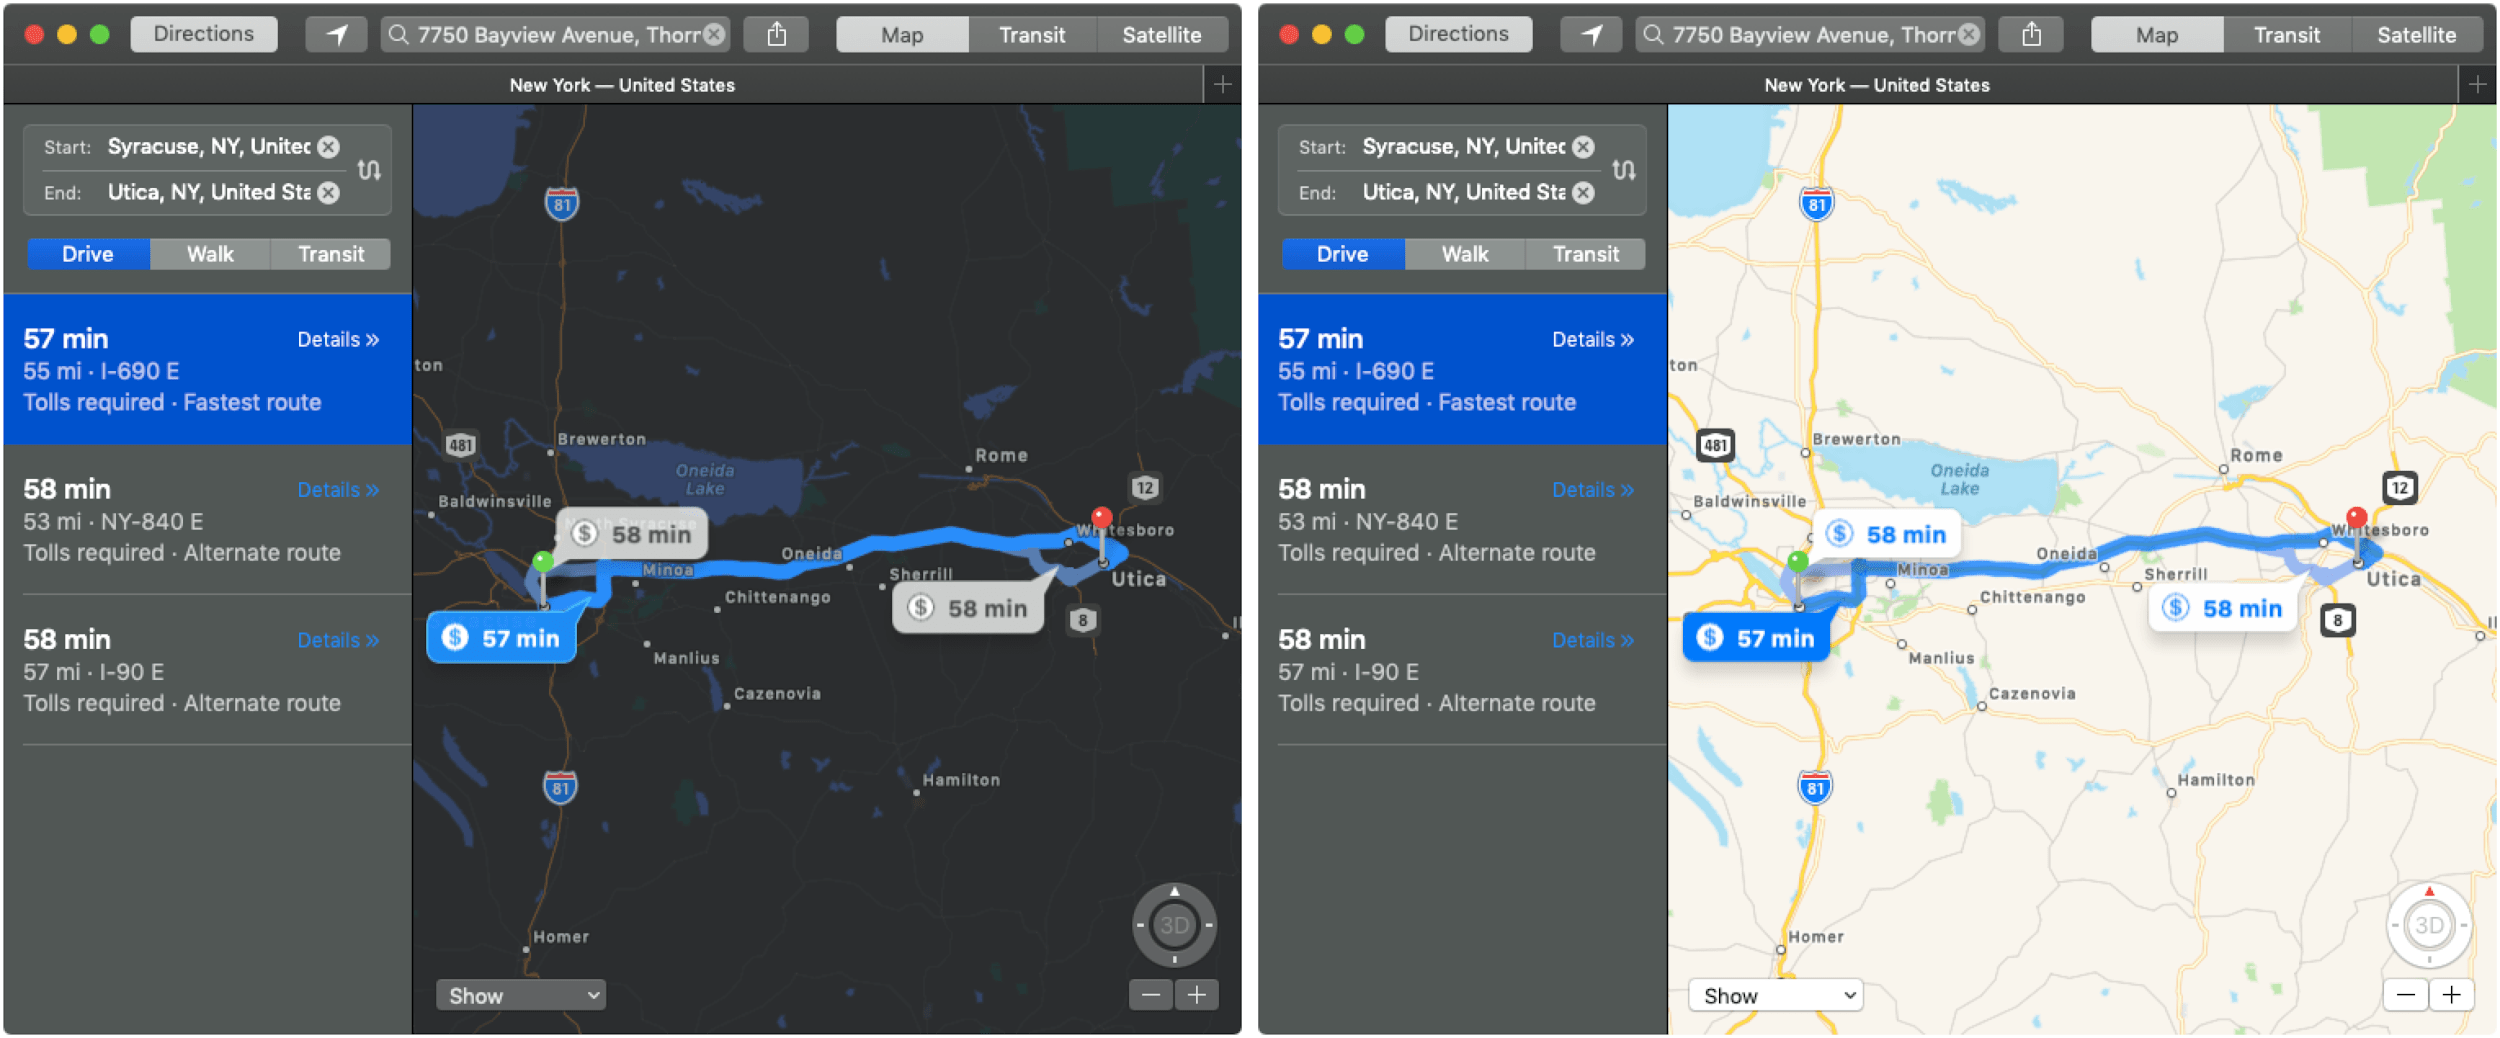 Directions
7750 Bayview Avenue, Thorr
Map
Transit
Satellite
New York — United States
Start: Syracuse, NY, United
End: Utica, NY, United Sta
Drive
Walk
Transit
57 min
Details »
55 mi · I-690 E
Tolls required · Fastest route
58 min
Details »
53 mi · NY-840 E
Tolls required · Alternate route
58 min
Details »
57 mi · I-90 E
Tolls required · Alternate route
81
ton
481
Brewerton
Oneida
Lake
Rome
12
Baldwinsville
North Syracuse
$ 58 min
Whitesboro
Oneida
Minoa
Sherrill
Utica
Chittenango
$ 58 min
8
$ 57 min
Manlius
Cazenovia
81
Hamilton
Homer
3D
Show
Directions
7750 Bayview Avenue, Thorr
Map
Transit
Satellite
New York — United States
Start: Syracuse, NY, United
End: Utica, NY, United Sta
Drive
Walk
Transit
57 min
Details »
55 mi · I-690 E
Tolls required · Fastest route
58 min
Details »
53 mi · NY-840 E
Tolls required · Alternate route
58 min
Details »
57 mi · I-90 E
Tolls required · Alternate route
81
ton
481
Brewerton
Oneida
Lake
Rome
12
Baldwinsville
$ 58 min
Whitesboro
Oneida
Minoa
Sherrill
Utica
Chittenango
$ 58 min
8
$ 57 min
Manlius
Cazenovia
81
Hamilton
Homer
3D
Show